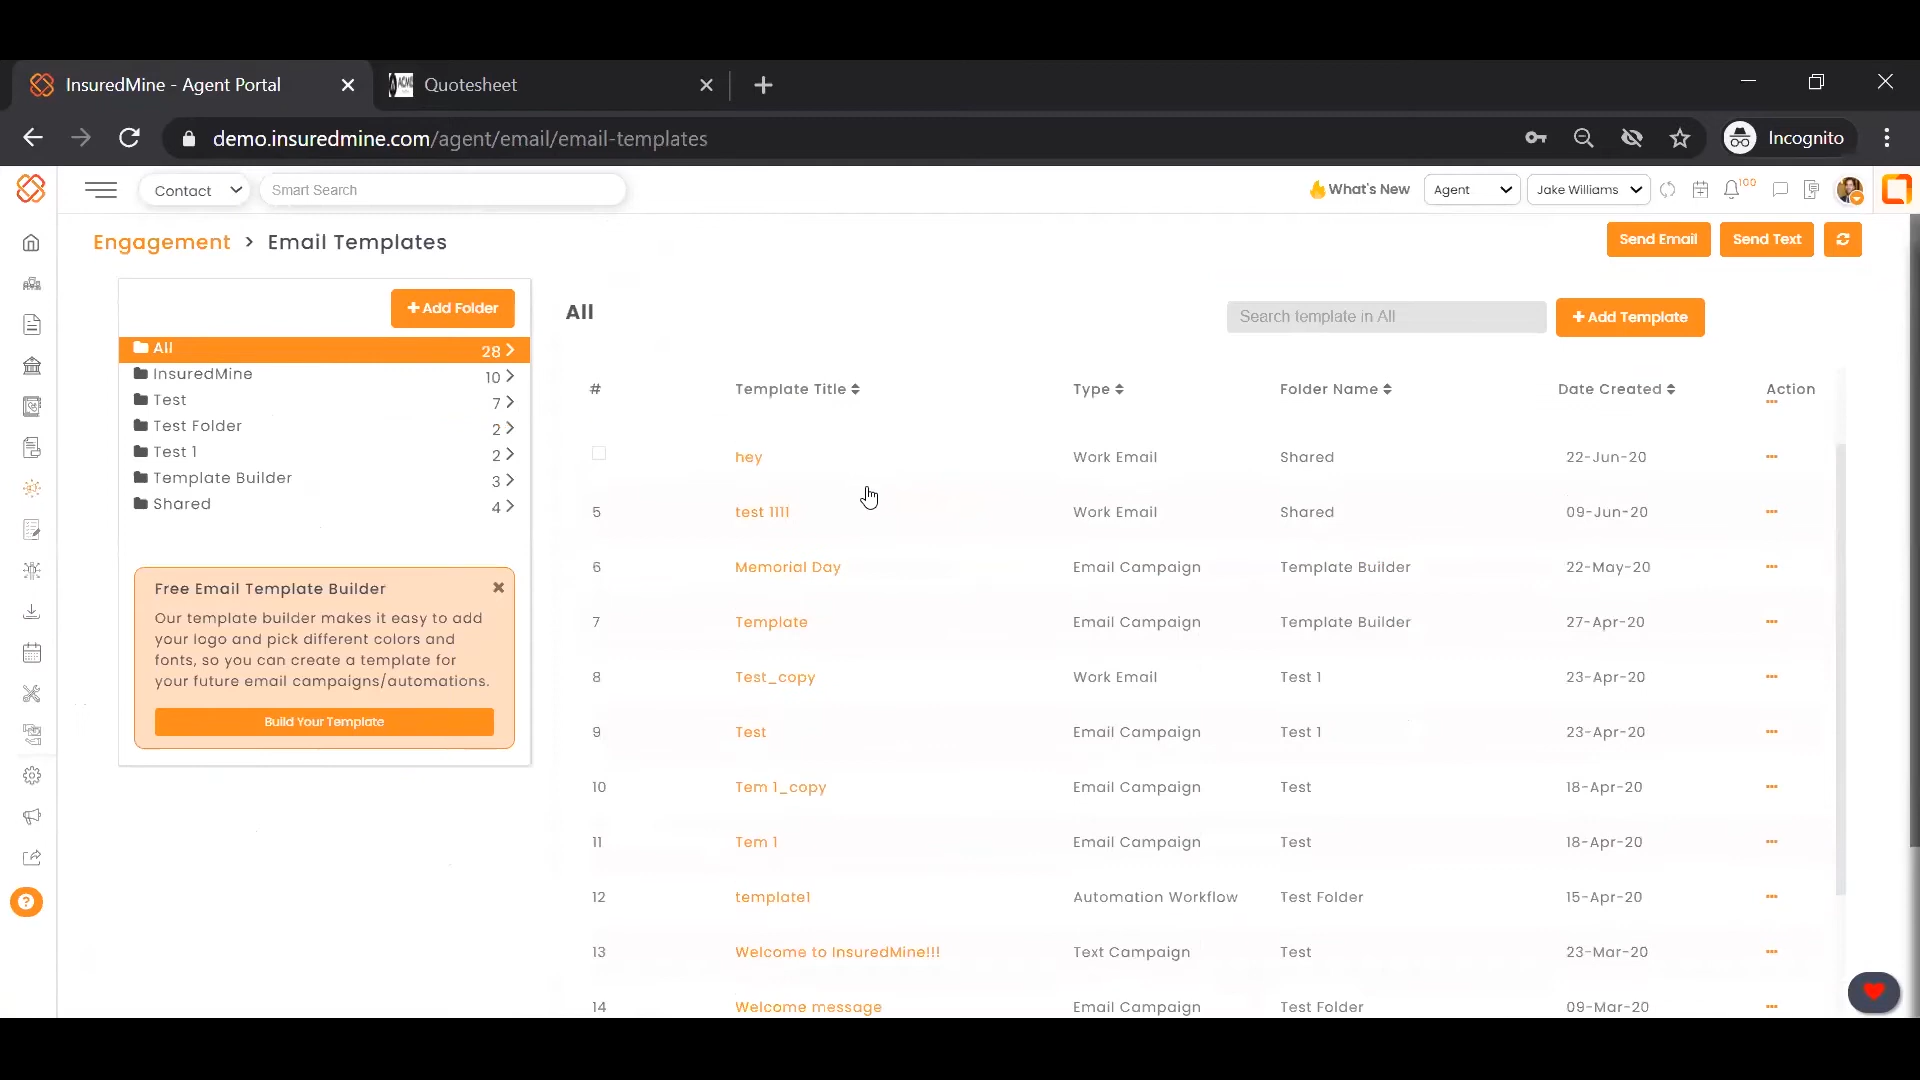 InsuredMine - Agent Portal
Quotesheet
demo.insuredmine.com/agent/email/email-templates
Incognito
Contact
Smart Search
What's New
Agent
Jake Williams
100
Engagement > Email Templates
Send Email
Send Text
+ Add Folder
All 28
InsuredMine 10
Test 7
Test Folder 2
Test 1 2
Template Builder 3
Shared 4
Free Email Template Builder
Our template builder makes it easy to add
your logo and pick different colors and
fonts, so you can create a template for
your future email campaigns/automations.
Build Your Template
All
Search template in All
+ Add Template
# Template Title Type Folder Name Date Created Action
hey Work Email Shared 22-Jun-20
5 test 1111 Work Email Shared 09-Jun-20
6 Memorial Day Email Campaign Template Builder 22-May-20
7 Template Email Campaign Template Builder 27-Apr-20
8 Test_copy Work Email Test 1 23-Apr-20
9 Test Email Campaign Test 1 23-Apr-20
10 Tem 1_copy Email Campaign Test 18-Apr-20
11 Tem 1 Email Campaign Test 18-Apr-20
12 template1 Automation Workflow Test Folder 15-Apr-20
13 Welcome to InsuredMine!!! Text Campaign Test 23-Mar-20
14 Welcome message Email Campaign Test Folder 09-Mar-20